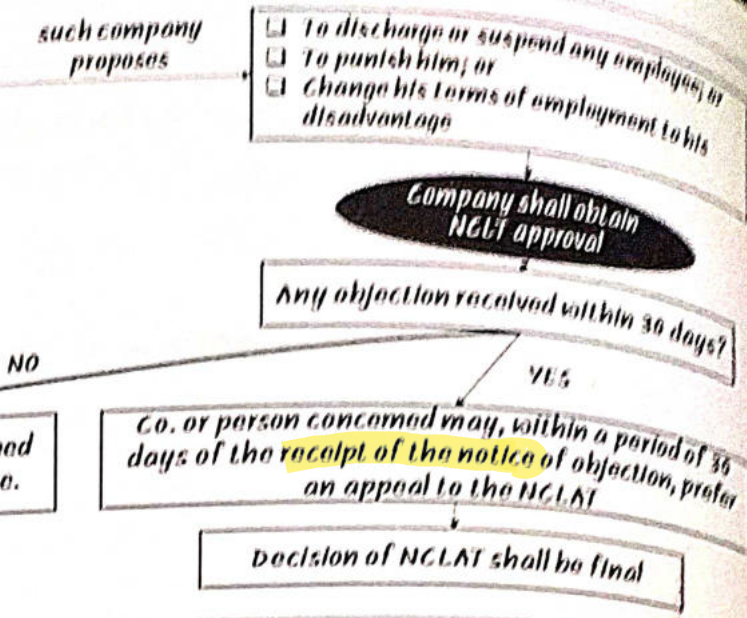 such company
proposes
To discharge or suspend any employee; or
To punish him; or
Change his terms of employment to his
disadvantage
Company shall obtain
NCLT approval
Any objection received within 30 days?
NO
YES
Co. or person concerned may, within a period of 30
days of the receipt of the notice of objection, prefer
an appeal to the NCLAT
Decision of NCLAT shall be final